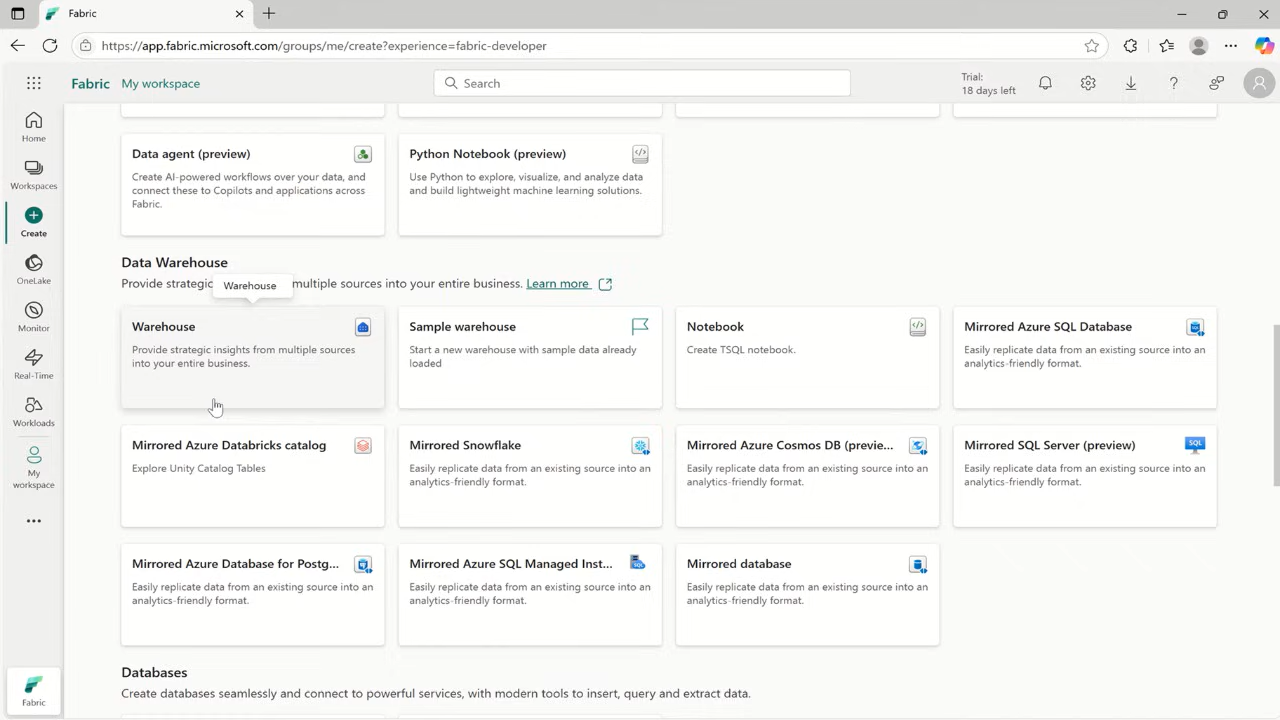 Fabric
https://app.fabric.microsoft.com/groups/me/create?experience=fabric-developer
Fabric My workspace
Search
Trial:
18 days left
Home
Workspaces
Create
OneLake
Monitor
Real-Time
Workloads
My
workspace
Fabric
Data agent (preview)
Create AI-powered workflows over your data, and
connect these to Copilots and applications across
Fabric.
Python Notebook (preview)
Use Python to explore, visualize, and analyze data
and build lightweight machine learning solutions.
Data Warehouse
Provide strategic multiple sources into your entire business. Learn more
Warehouse
Warehouse
Provide strategic insights from multiple sources
into your entire business.
Sample warehouse
Start a new warehouse with sample data already
loaded
Notebook
Create TSQL notebook.
Mirrored Azure SQL Database
Easily replicate data from an existing source into an
analytics-friendly format.
Mirrored Azure Databricks catalog
Explore Unity Catalog Tables
Mirrored Snowflake
Easily replicate data from an existing source into an
analytics-friendly format.
Mirrored Azure Cosmos DB (previe...
Easily replicate data from an existing source into an
analytics-friendly format.
Mirrored SQL Server (preview)
SQL
Easily replicate data from an existing source into an
analytics-friendly format.
Mirrored Azure Database for Postg...
Easily replicate data from an existing source into an
analytics-friendly format.
Mirrored Azure SQL Managed Inst...
Easily replicate data from an existing source into an
analytics-friendly format.
Mirrored database
Easily replicate data from an existing source into an
analytics-friendly format.
Databases
Create databases seamlessly and connect to powerful services, with modern tools to insert, query and extract data.